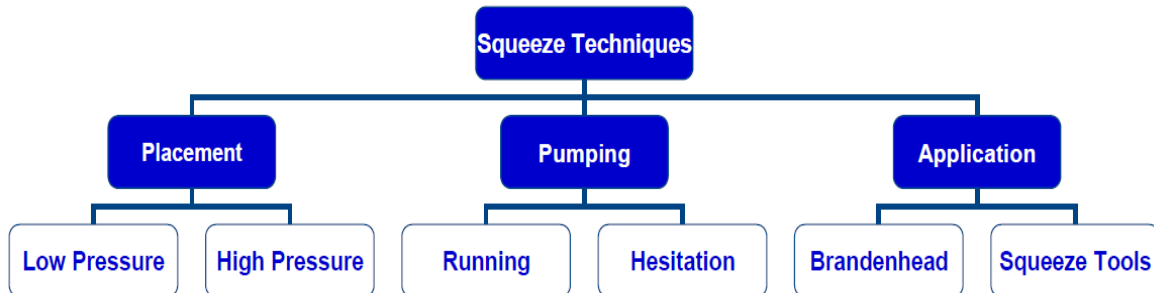 Squeeze Techniques
Placement
Pumping
Application
Low Pressure
High Pressure
Running
Hesitation
Brandenhead
Squeeze Tools